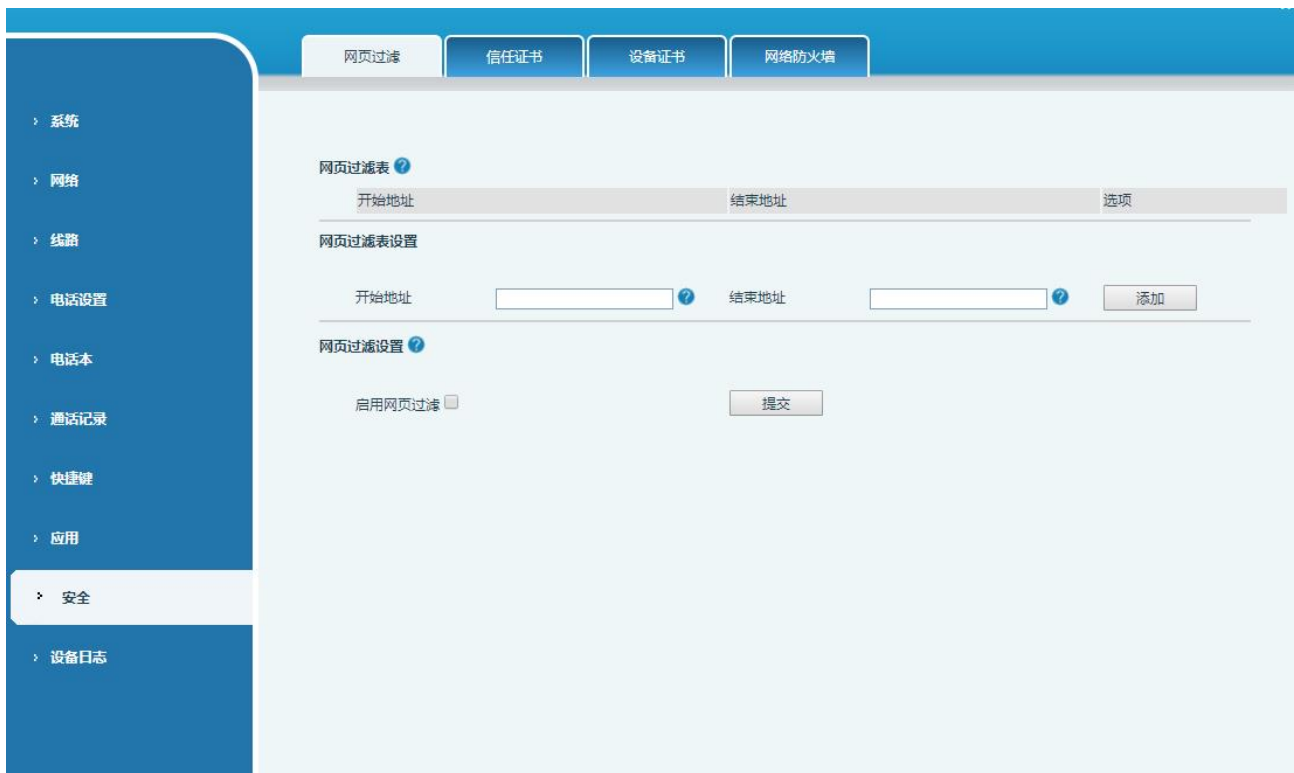 网页过滤 信任证书 设备证书 网络防火墙
系统
网络
线路
电话设置
电话本
通话记录
快捷键
应用
安全
设备日志
网页过滤表
开始地址 结束地址 选项
网页过滤表设置
开始地址 结束地址 添加
网页过滤设置
启用网页过滤 提交